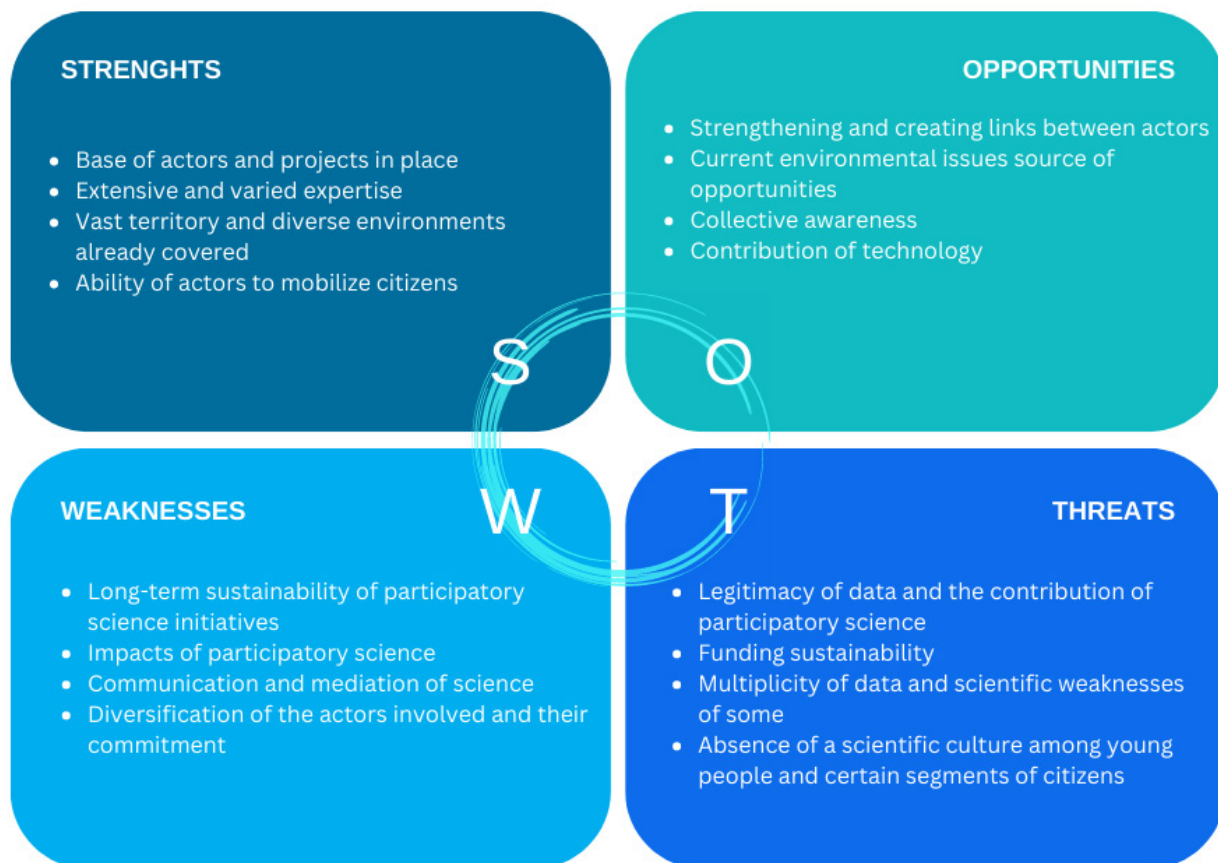 STRENGHTS
• Base of actors and projects in place
• Extensive and varied expertise
• Vast territory and diverse environments
already covered
• Ability of actors to mobilize citizens
OPPORTUNITIES
• Strengthening and creating links between actors
• Current environmental issues source of
opportunities
• Collective awareness
• Contribution of technology
S
O
W
T
WEAKNESSES
• Long-term sustainability of participatory
science initiatives
• Impacts of participatory science
• Communication and mediation of science
• Diversification of the actors involved and their
commitment
THREATS
• Legitimacy of data and the contribution of
participatory science
• Funding sustainability
• Multiplicity of data and scientific weaknesses
of some
• Absence of a scientific culture among young
people and certain segments of citizens